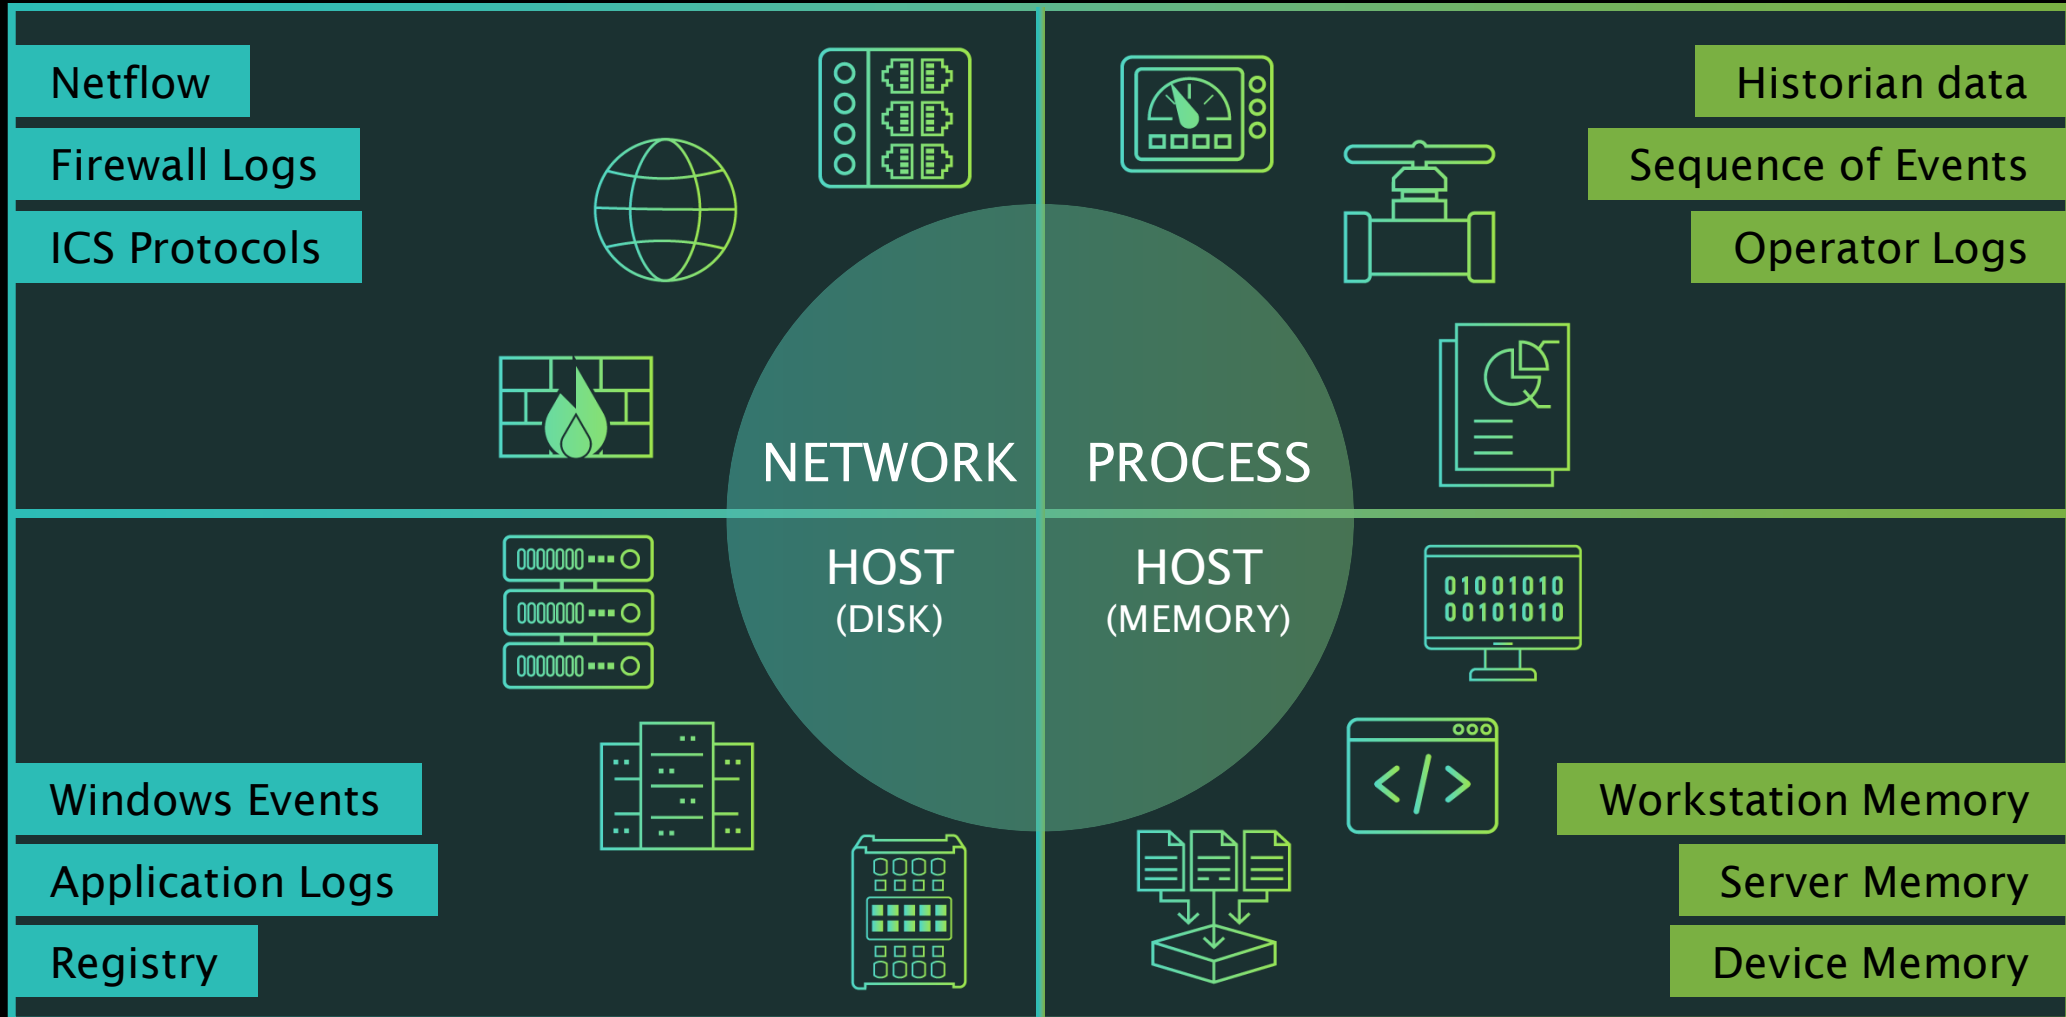 Netflow
Firewall Logs
ICS Protocols
Historian data
Sequence of Events
Operator Logs
NETWORK
PROCESS
HOST
(DISK)
HOST
(MEMORY)
01001010
00101010
</>
Windows Events
Application Logs
Registry
Workstation Memory
Server Memory
Device Memory